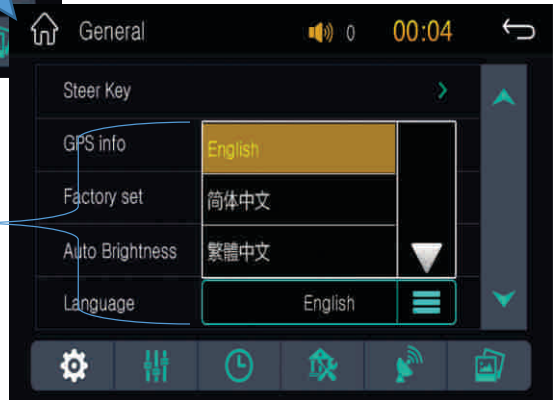 General 0 00:04
Steer Key
GPS info
English
Factory set
简体中文
Auto Brightness
繁體中文
Language English